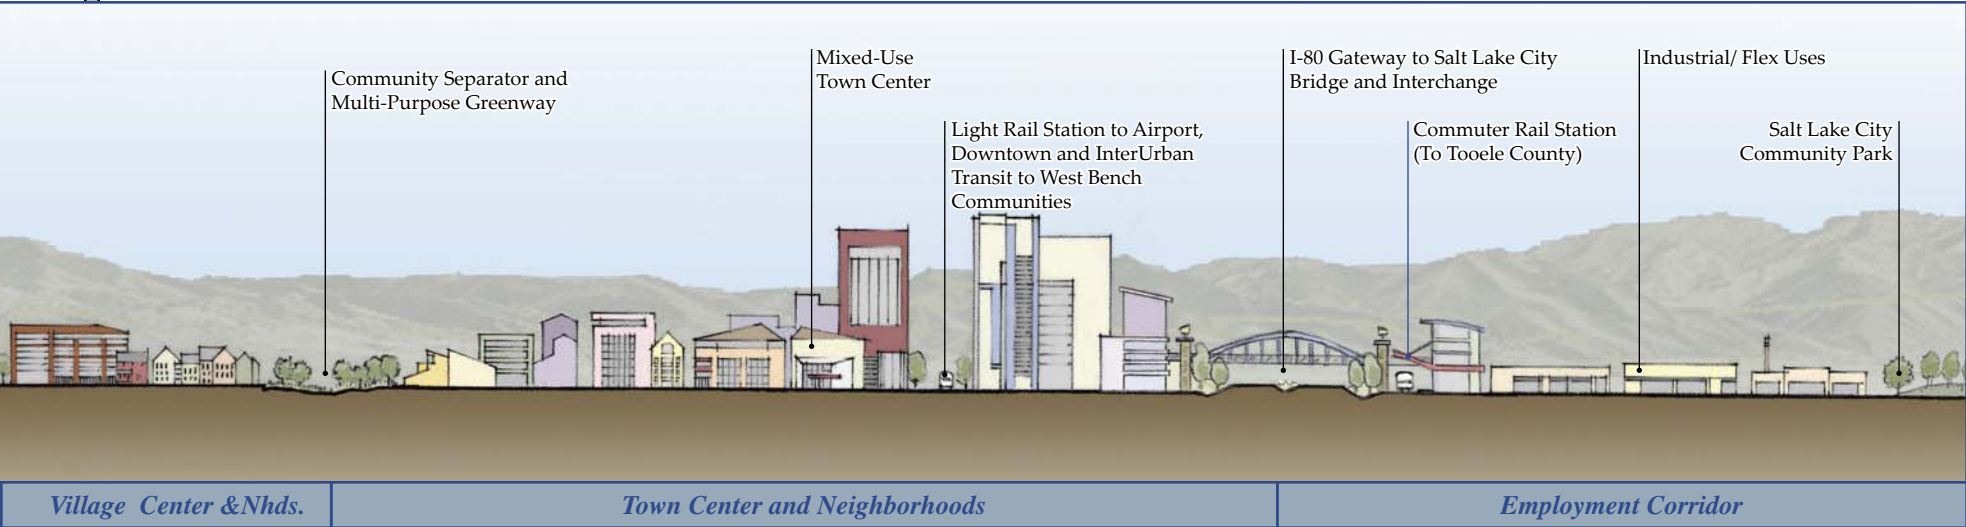 Community Separator and
Multi-Purpose Greenway
Mixed-Use
Town Center
Light Rail Station to Airport,
Downtown and InterUrban
Transit to West Bench
Communities
I-80 Gateway to Salt Lake City
Bridge and Interchange
Commuter Rail Station
(To Tooele County)
Industrial/ Flex Uses
Salt Lake City
Community Park
Village Center &Nhds.
Town Center and Neighborhoods
Employment Corridor